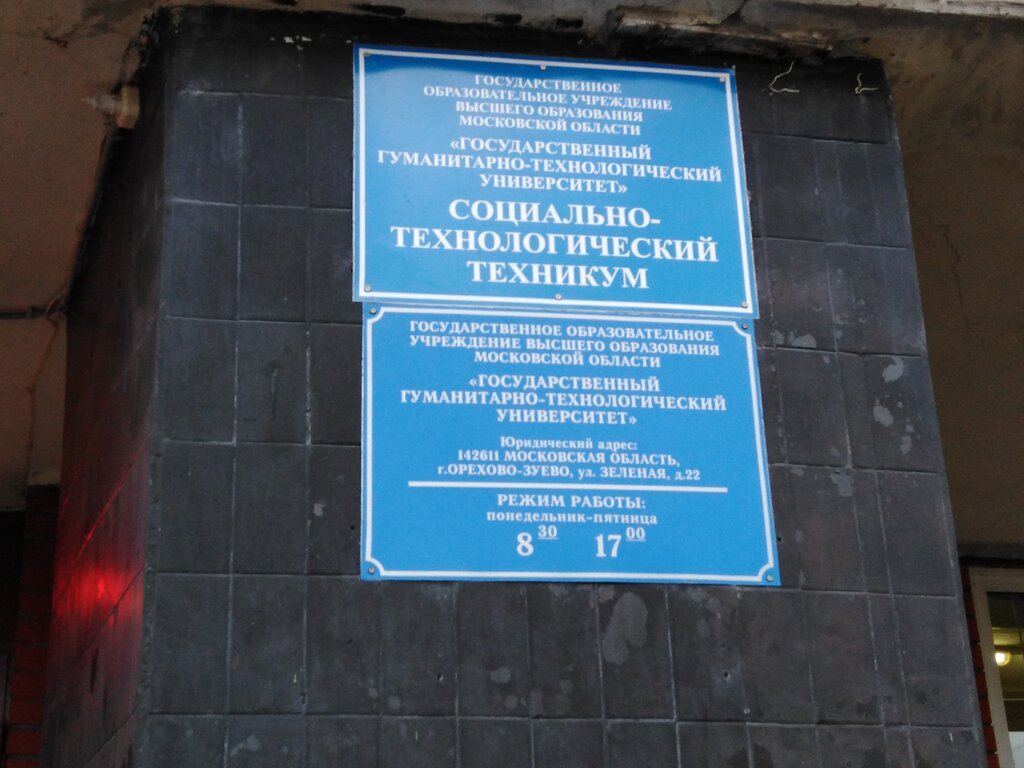 ГОСУДАРСТВЕННОЕ
ОБРАЗОВАТЕЛЬНОЕ УЧРЕЖДЕНИЕ
ВЫСШЕГО ОБРАЗОВАНИЯ
МОСКОВСКОЙ ОБЛАСТИ
«ГОСУДАРСТВЕННЫЙ
ГУМАНИТАРНО-ТЕХНОЛОГИЧЕСКИЙ
УНИВЕРСИТЕТ»
СОЦИАЛЬНО-
ТЕХНОЛОГИЧЕСКИЙ
ТЕХНИКУМ
ГОСУДАРСТВЕННОЕ ОБРАЗОВАТЕЛЬНОЕ
УЧРЕЖДЕНИЕ ВЫСШЕГО ОБРАЗОВАНИЯ
МОСКОВСКОЙ ОБЛАСТИ
«ГОСУДАРСТВЕННЫЙ
ГУМАНИТАРНО-ТЕХНОЛОГИЧЕСКИЙ
УНИВЕРСИТЕТ»
Юридический адрес:
142611 МОСКОВСКАЯ ОБЛАСТЬ,
г.ОРЕХОВО-ЗУЕВО, ул. ЗЕЛЕНАЯ, д.22
РЕЖИМ РАБОТЫ:
понедельник-пятница
8 30 17 00